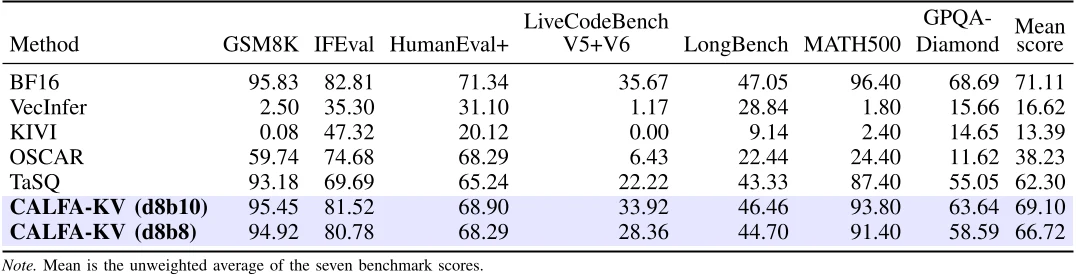 Method GSM8K IFEval HumanEval+ LiveCodeBench V5+V6 LongBench MATH500 GPQA-Diamond Mean score
BF16 95.83 82.81 71.34 35.67 47.05 96.40 68.69 71.11
VecInfer 2.50 35.30 31.10 1.17 28.84 1.80 15.66 16.62
KIVI 0.08 47.32 20.12 0.00 9.14 2.40 14.65 13.39
OSCAR 59.74 74.68 68.29 6.43 22.44 24.40 11.62 38.23
TaSQ 93.18 69.69 65.24 22.22 43.33 87.40 55.05 62.30
CALFA-KV (d8b10) 95.45 81.52 68.90 33.92 46.46 93.80 63.64 69.10
CALFA-KV (d8b8) 94.92 80.78 68.29 28.36 44.70 91.40 58.59 66.72
Note. Mean is the unweighted average of the seven benchmark scores.